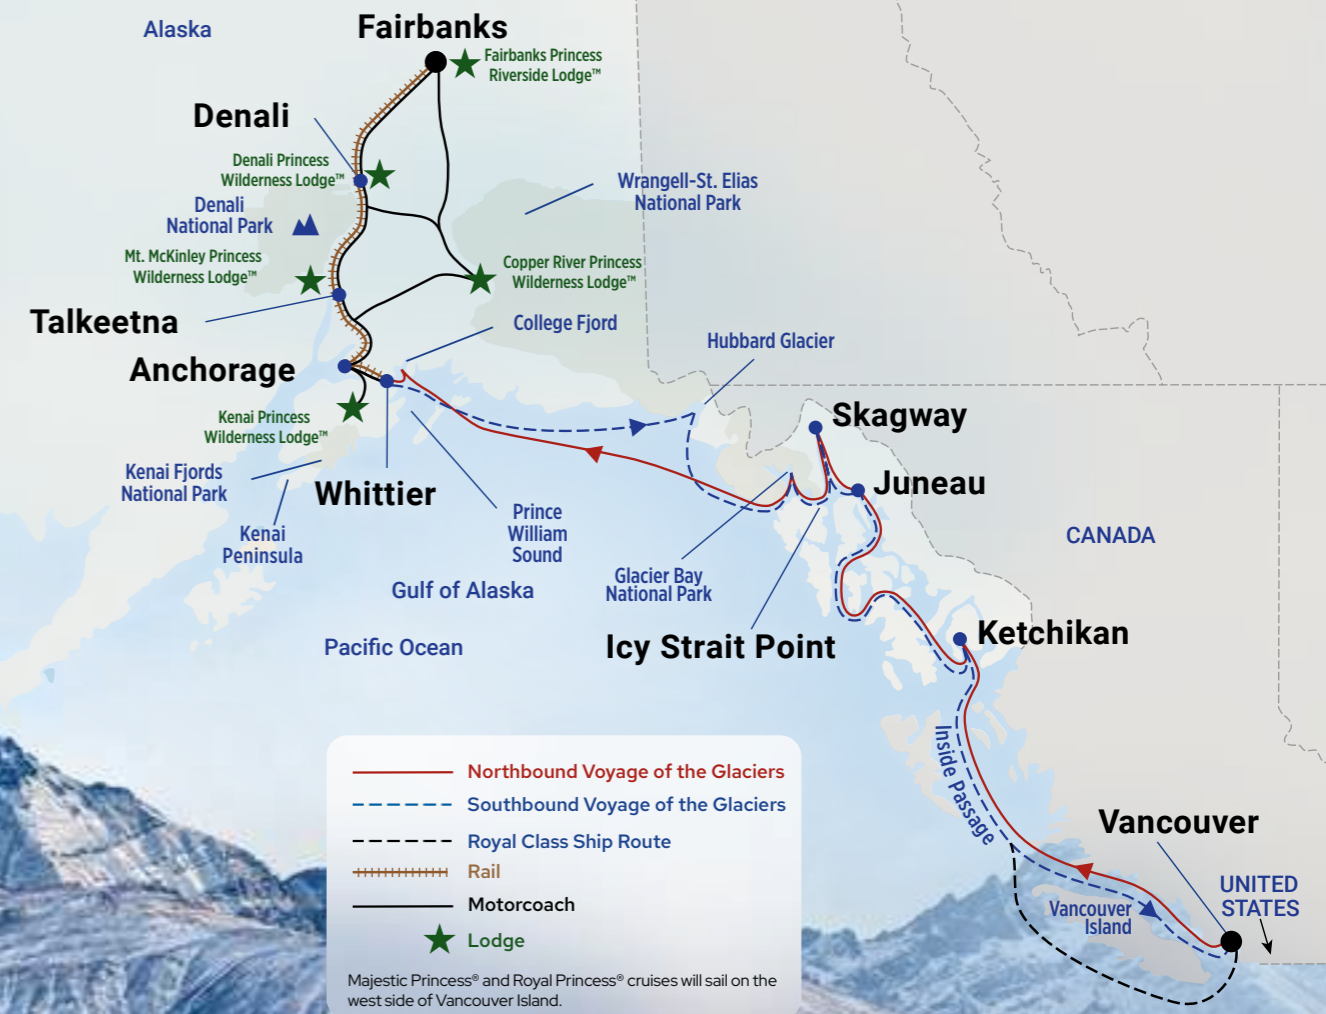 Alaska
Fairbanks
Fairbanks Princess
Riverside Lodge™
Denali
Denali Princess
Wilderness Lodge™
Denali
National Park
Wrangell-St. Elias
National Park
Mt. McKinley Princess
Wilderness Lodge™
Copper River Princess
Wilderness Lodge™
Talkeetna
College Fjord
Hubbard Glacier
Anchorage
Kenai Princess
Wilderness Lodge™
Skagway
Kenai Fjords
National Park
Whittier
Juneau
Kenai
Peninsula
Prince
William
Sound
CANADA
Gulf of Alaska
Glacier Bay
National Park
Pacific Ocean
Icy Strait Point
Ketchikan
Inside Passage
Northbound Voyage of the Glaciers
Southbound Voyage of the Glaciers
Royal Class Ship Route
Rail
Motorcoach
Lodge
Majestic Princess® and Royal Princess® cruises will sail on the
west side of Vancouver Island.
Vancouver
UNITED
STATES
Vancouver
Island